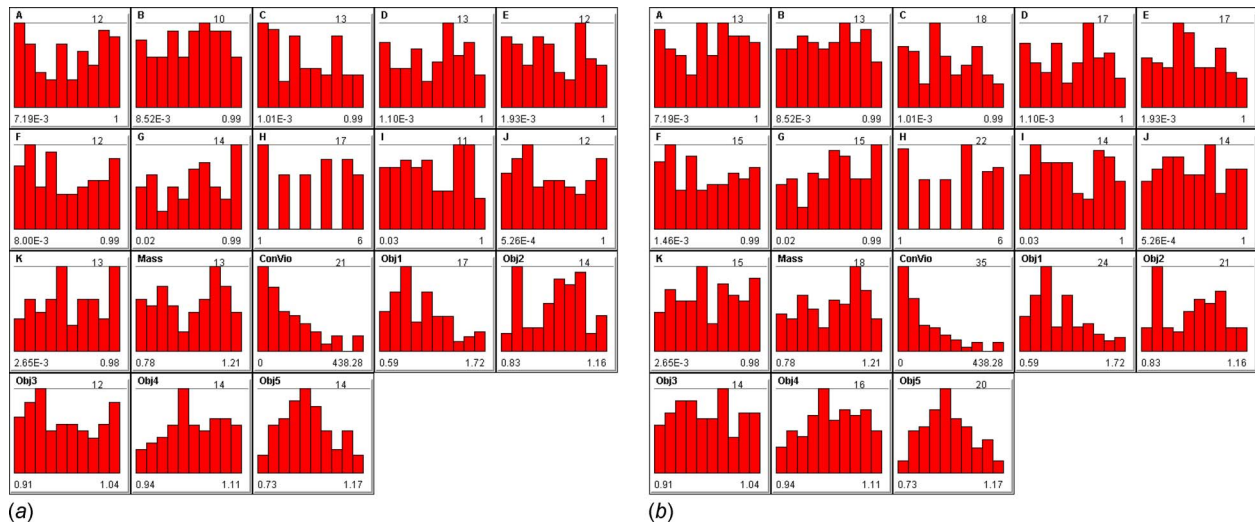 A 12 B 10 C 13 D 13 E 12
7.19E-3 1 8.52E-3 0.99 1.01E-3 0.99 1.10E-3 1 1.93E-3 1
F 12 G 14 H 17 I 11 J 12
8.00E-3 0.99 0.02 0.99 1 6 0.03 1 5.26E-4 1
K 13 Mass 13 ConVio 21 Obj1 17 Obj2 14
2.65E-3 0.98 0.78 1.21 0 438.28 0.59 1.72 0.83 1.16
Obj3 12 Obj4 14 Obj5 14
0.91 1.04 0.94 1.11 0.73 1.17
(a)
A 13 B 13 C 18 D 17 E 17
7.19E-3 1 8.52E-3 0.99 1.01E-3 0.99 1.10E-3 1 1.93E-3 1
F 15 G 15 H 22 I 14 J 14
1.46E-3 0.99 0.02 0.99 1 6 0.03 1 5.26E-4 1
K 15 Mass 18 ConVio 35 Obj1 24 Obj2 21
2.65E-3 0.98 0.78 1.21 0 438.28 0.59 1.72 0.83 1.16
Obj3 14 Obj4 16 Obj5 20
0.91 1.04 0.94 1.11 0.73 1.17
(b)